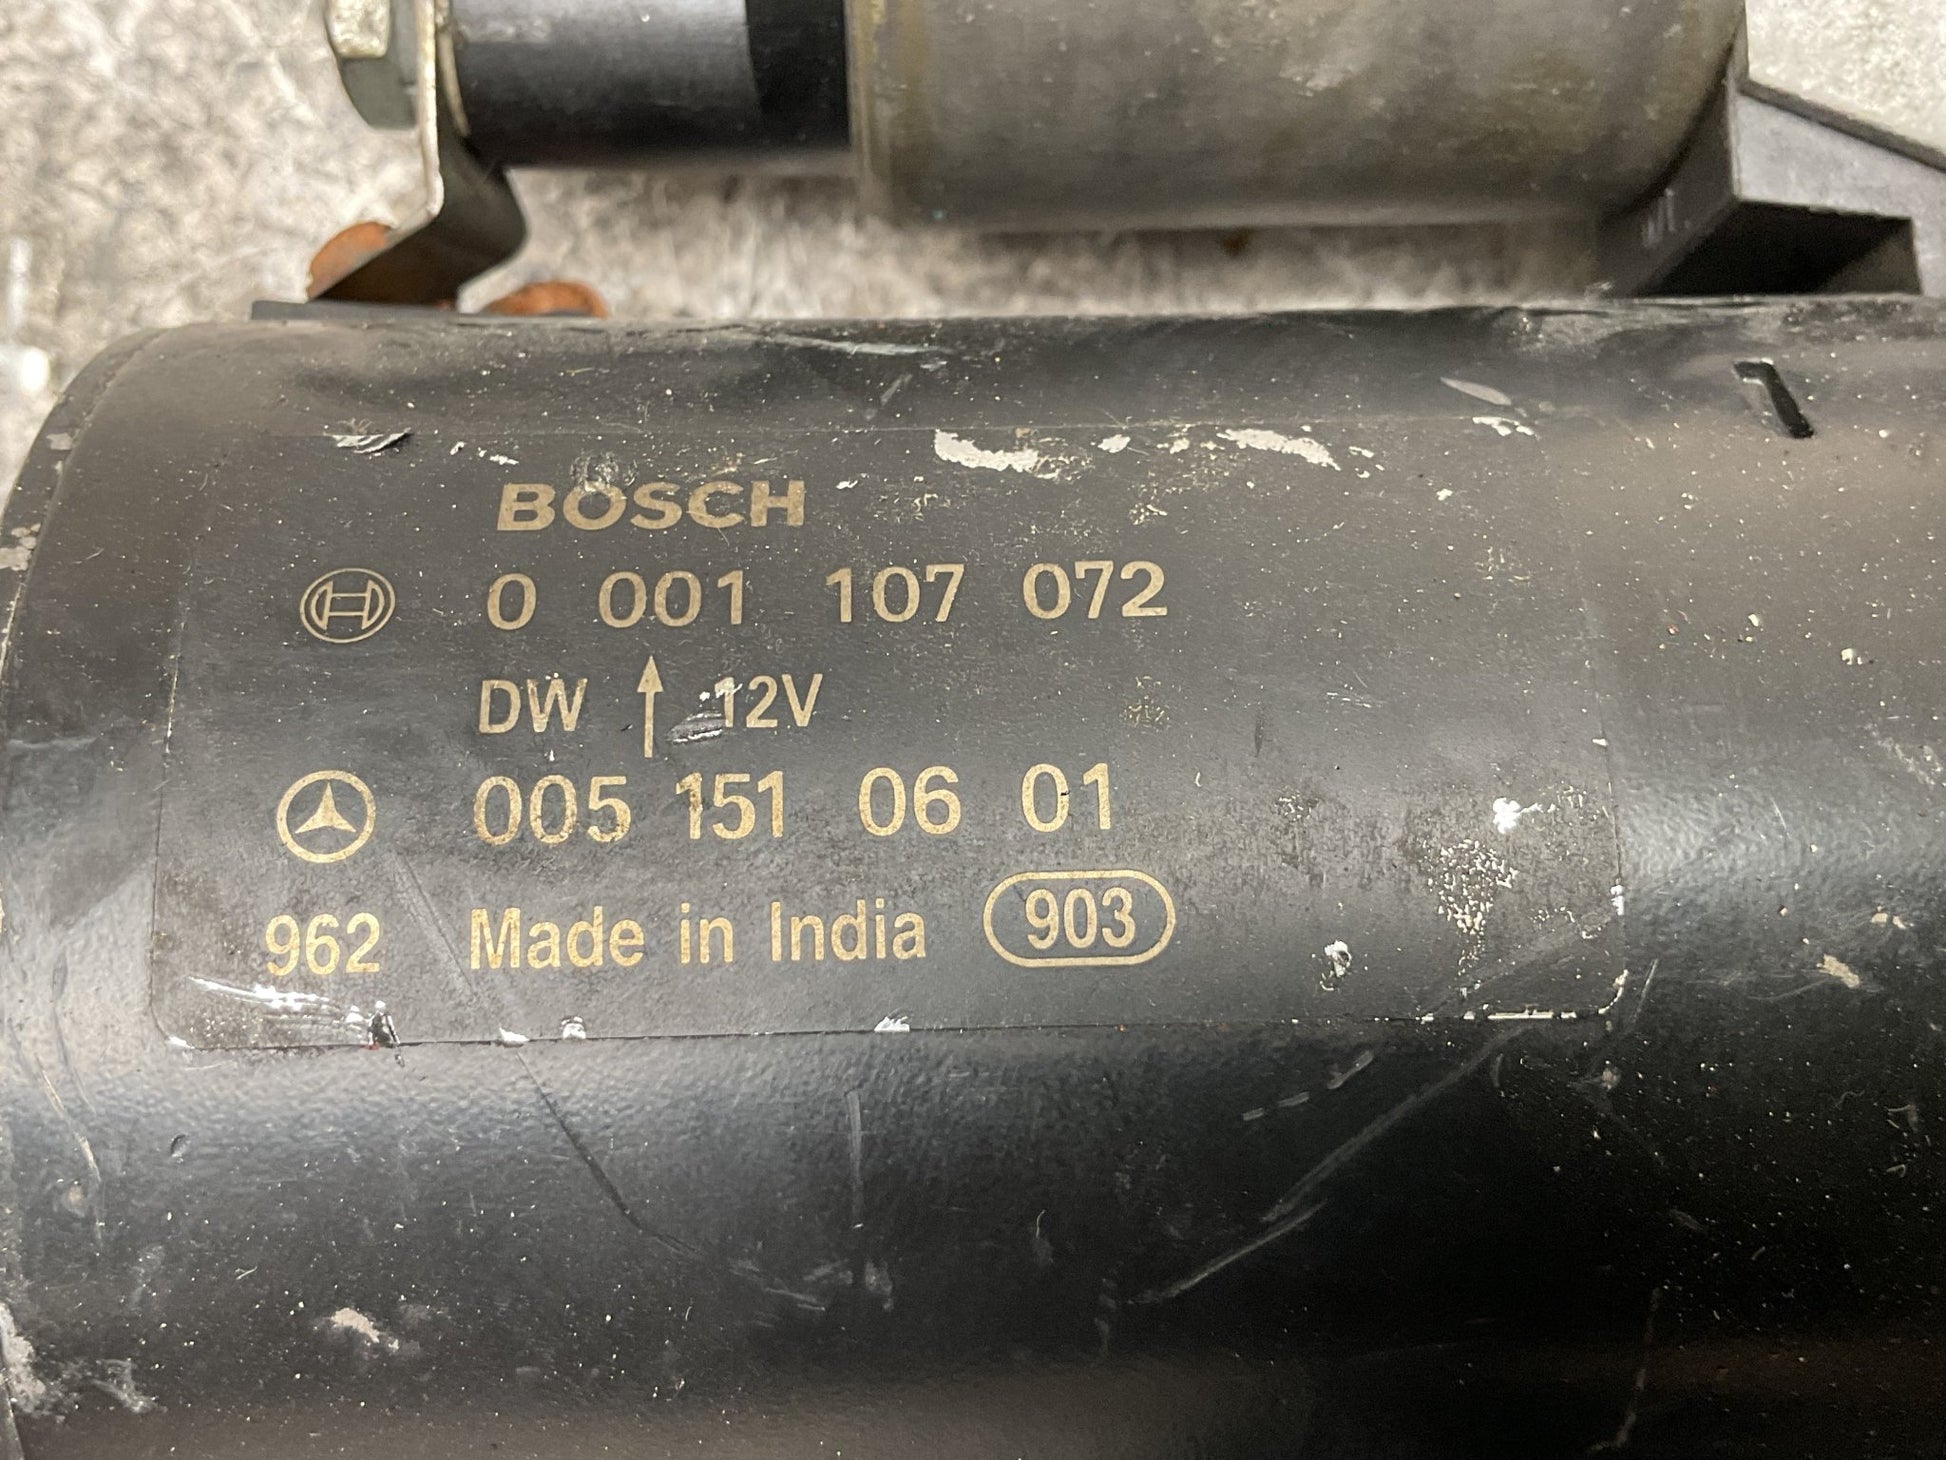 BOSCH
0 001 107 072
DW ↑ 12V
005 151 06 01
962 Made in India 903